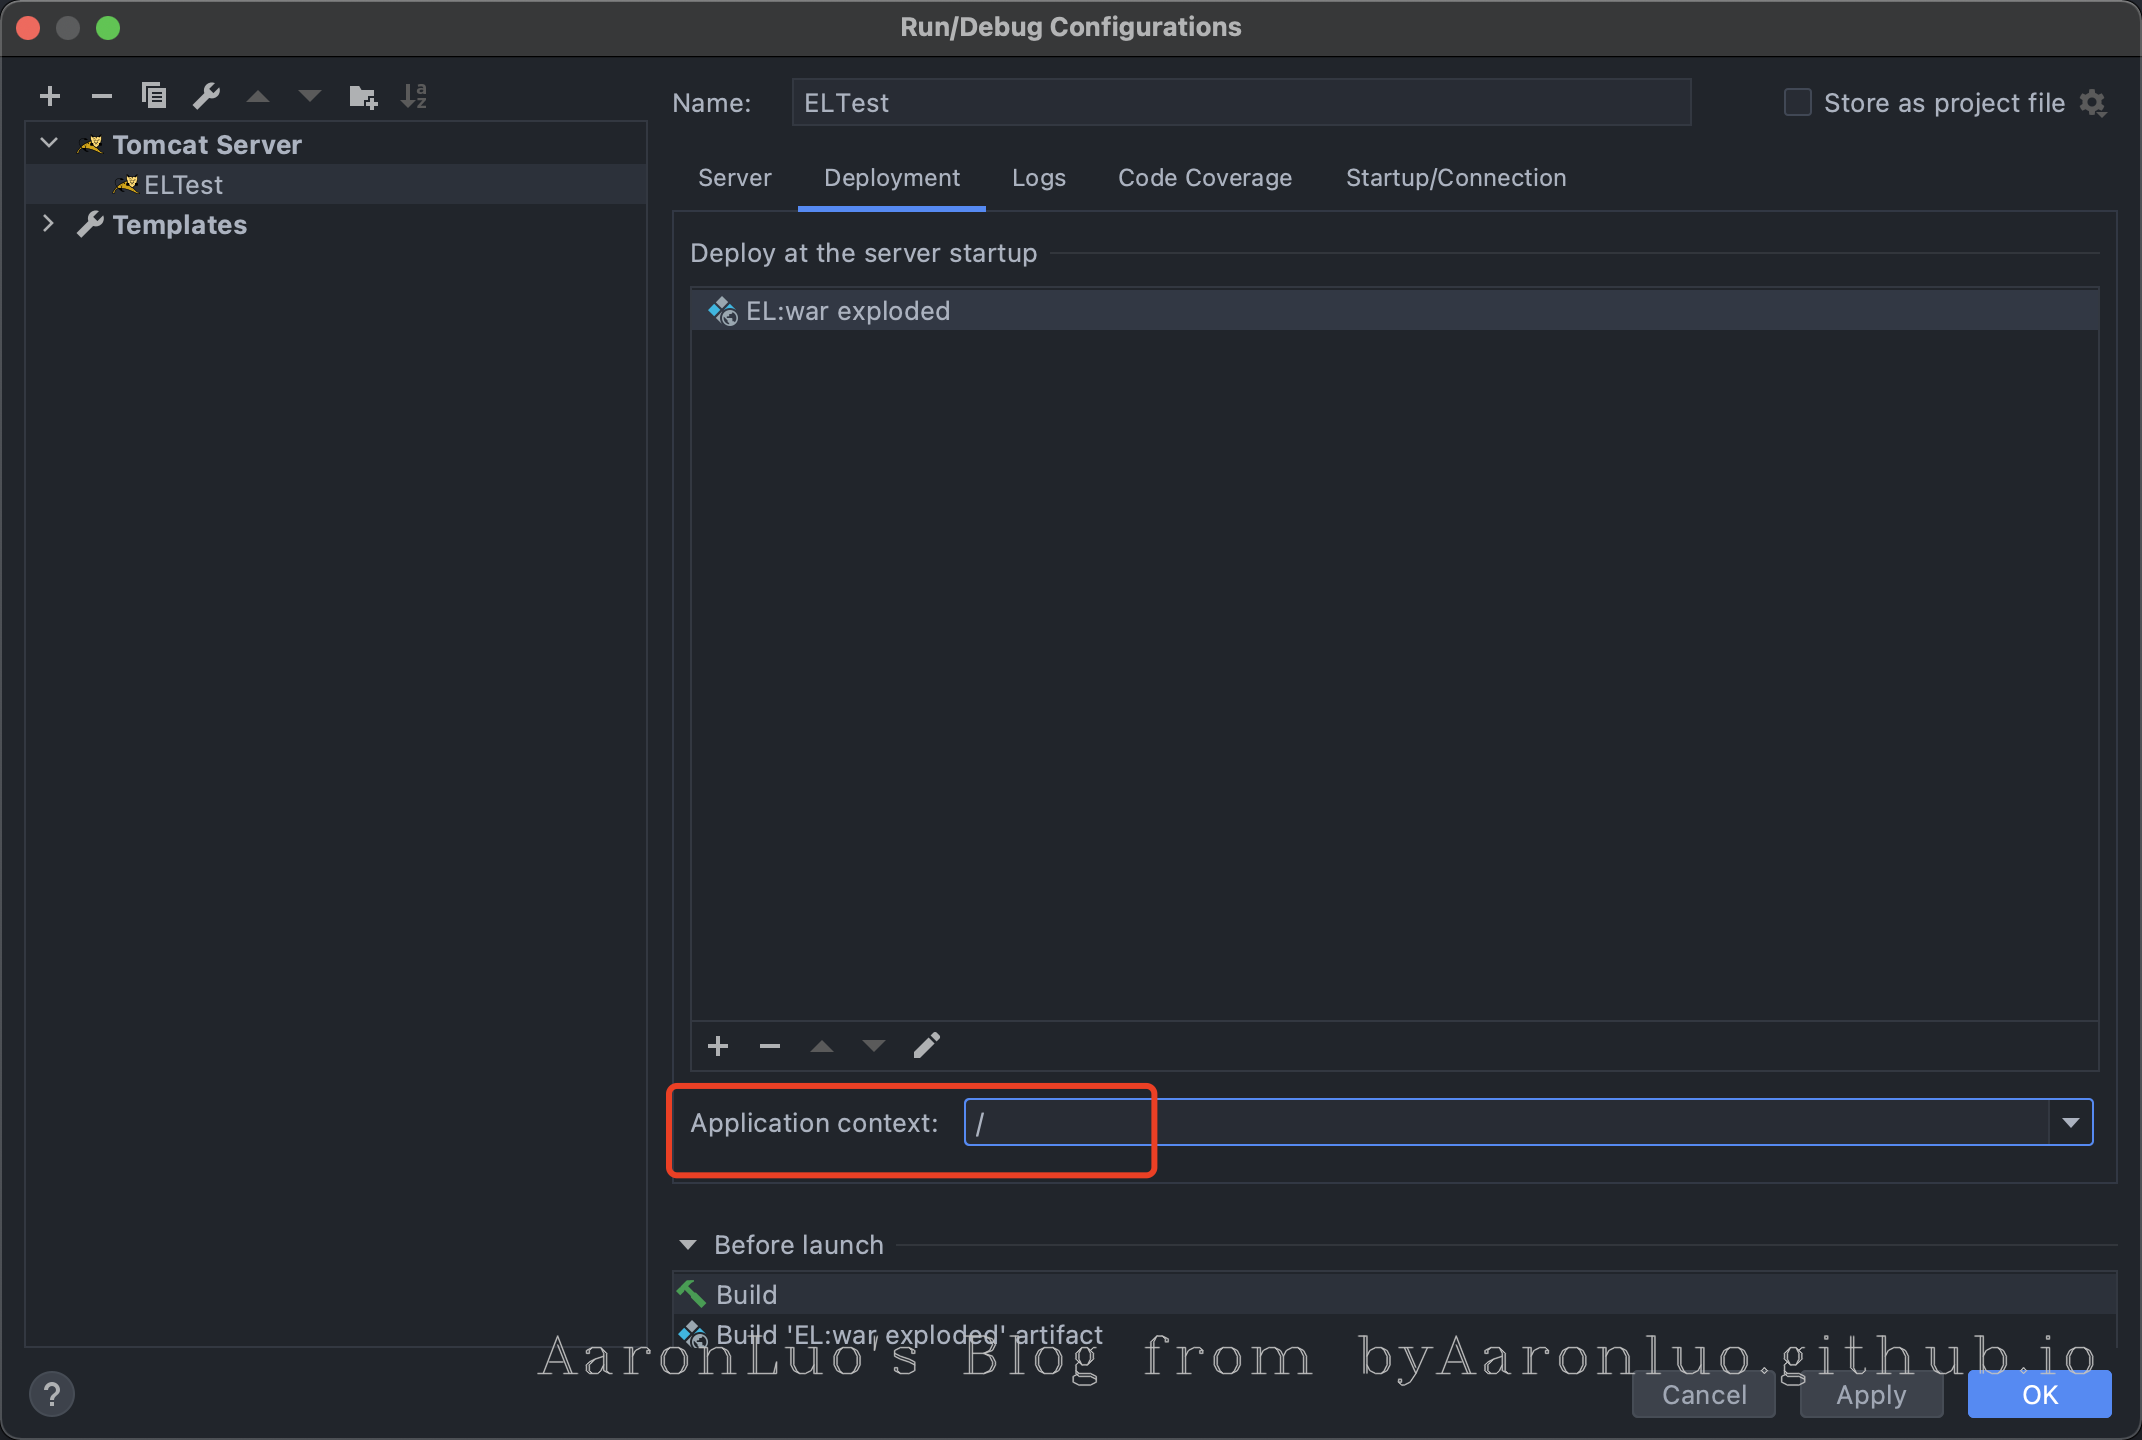 Run/Debug Configurations
Name: ELTest Store as project file
Tomcat Server
ELTest
Templates
Server Deployment Logs Code Coverage Startup/Connection
Deploy at the server startup
EL:war exploded
Application context: /
Before launch
Build
Build 'EL:war exploded' artifact
AaronLuo's Blog from byAaronluo.github.io
? Cancel Apply OK